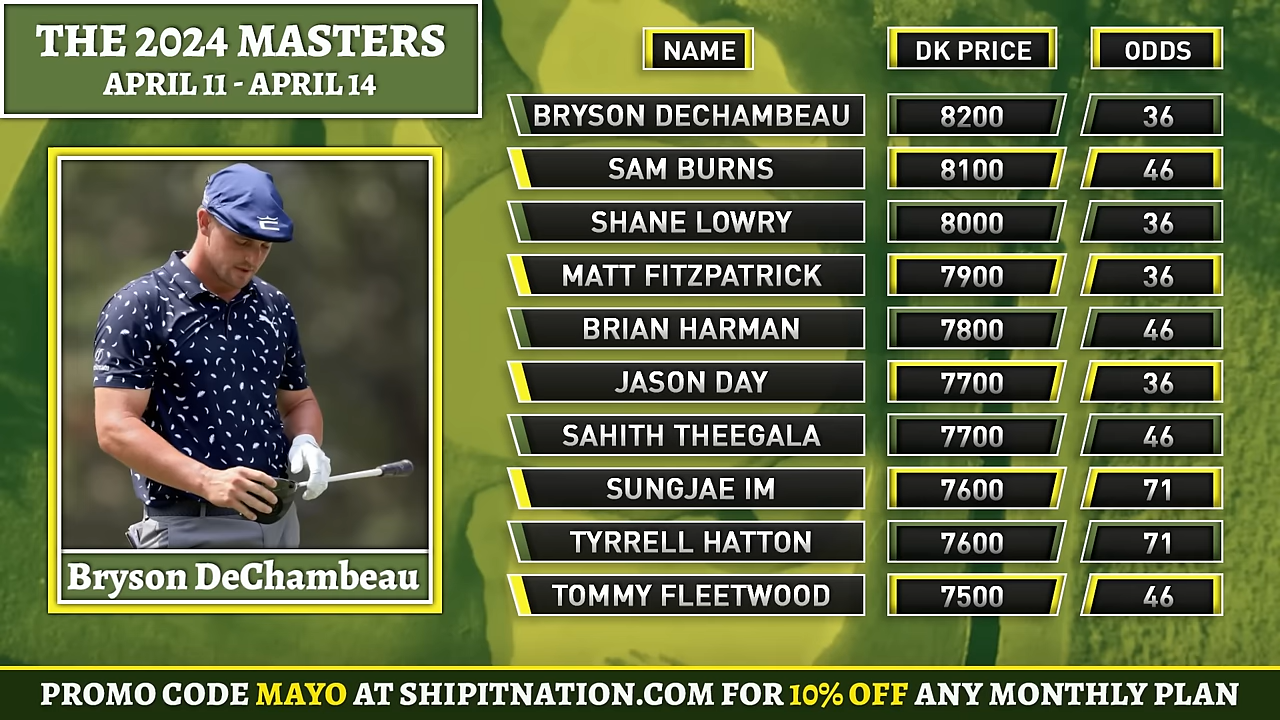 THE 2024 MASTERS
APRIL 11 - APRIL 14
Bryson DeChambeau
NAME DK PRICE ODDS
BRYSON DECHAMBEAU 8200 36
SAM BURNS 8100 46
SHANE LOWRY 8000 36
MATT FITZPATRICK 7900 36
BRIAN HARMAN 7800 46
JASON DAY 7700 36
SAHITH THEEGALA 7700 46
SUNGJAE IM 7600 71
TYRRELL HATTON 7600 71
TOMMY FLEETWOOD 7500 46
PROMO CODE MAYO AT SHIPITNATION.COM FOR 10% OFF ANY MONTHLY PLAN